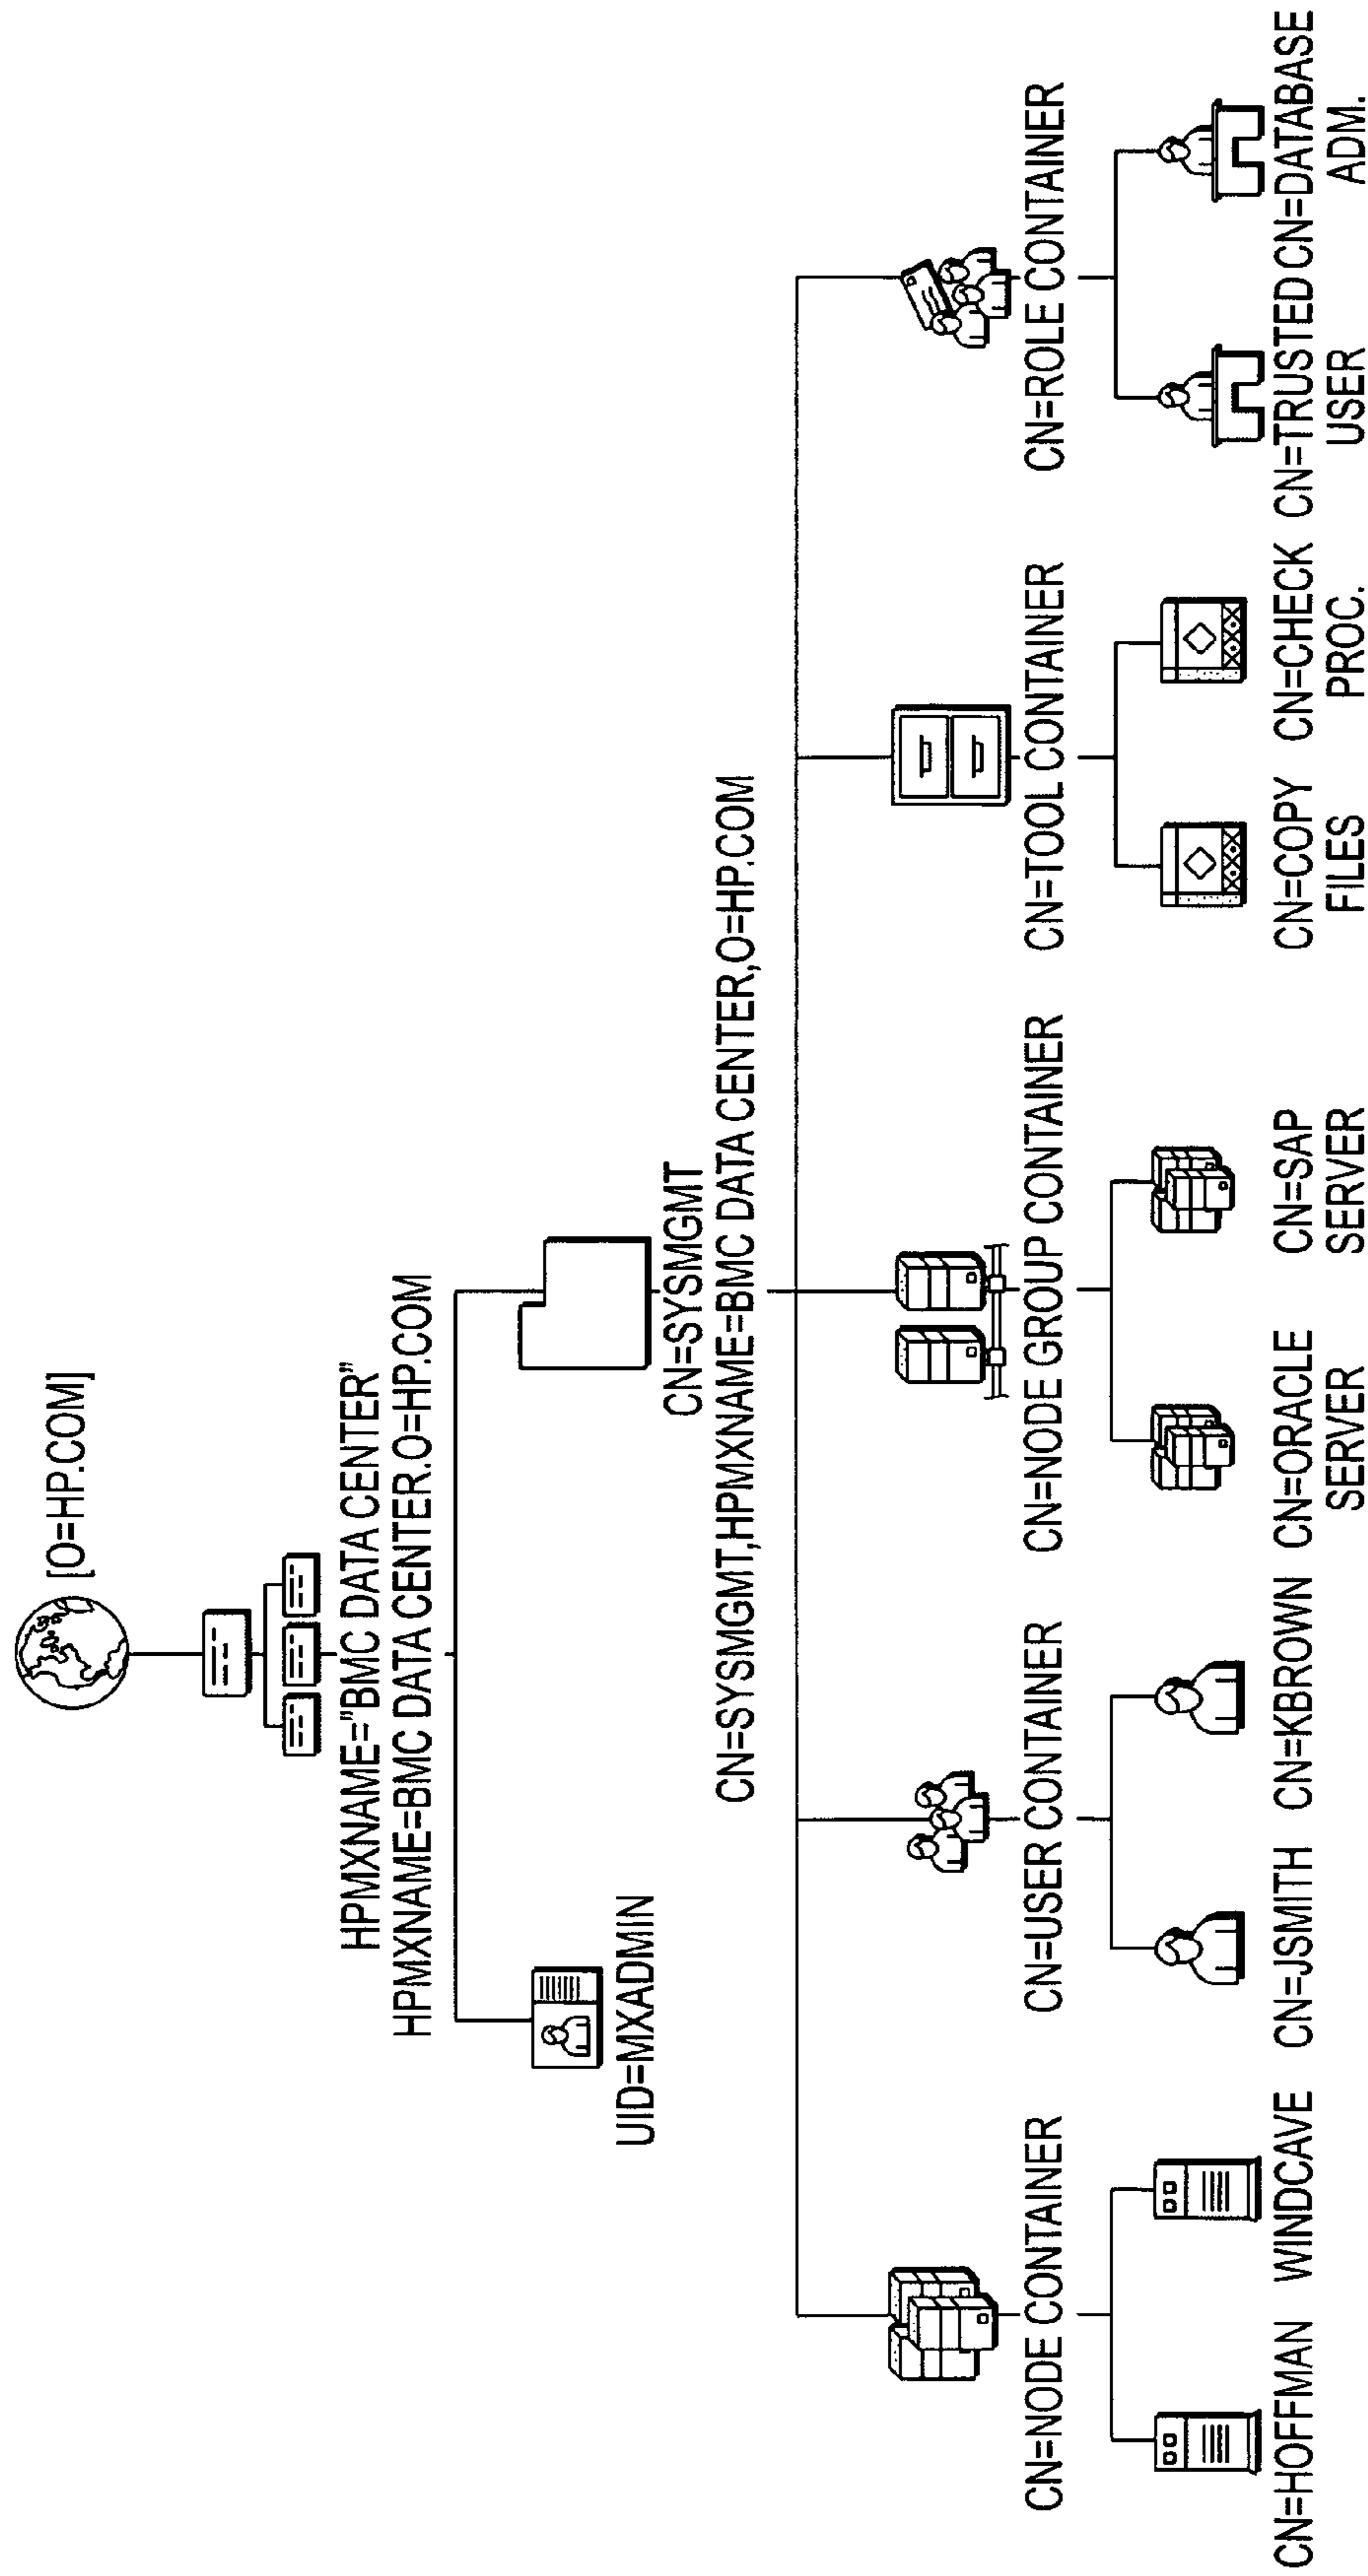 [O=HP.COM]
HPMXNAME="BMC DATA CENTER"
HPMXNAME=BMC DATA CENTER.O=HP.COM
UID=MXADMIN
CN=SYSMGMT
CN=SYSMGMT,HPMXNAME=BMC DATA CENTER,O=HP.COM
CN=NODE CONTAINER
CN=USER CONTAINER
CN=NODE GROUP CONTAINER
CN=TOOL CONTAINER
CN=ROLE CONTAINER
CN=HOFFMAN
WINDCAVE
CN=JSMITH
CN=KBROWN
CN=ORACLE
SERVER
CN=SAP
SERVER
CN=COPY
FILES
CN=CHECK
PROC.
CN=TRUSTED
USER
CN=DATABASE
ADM.